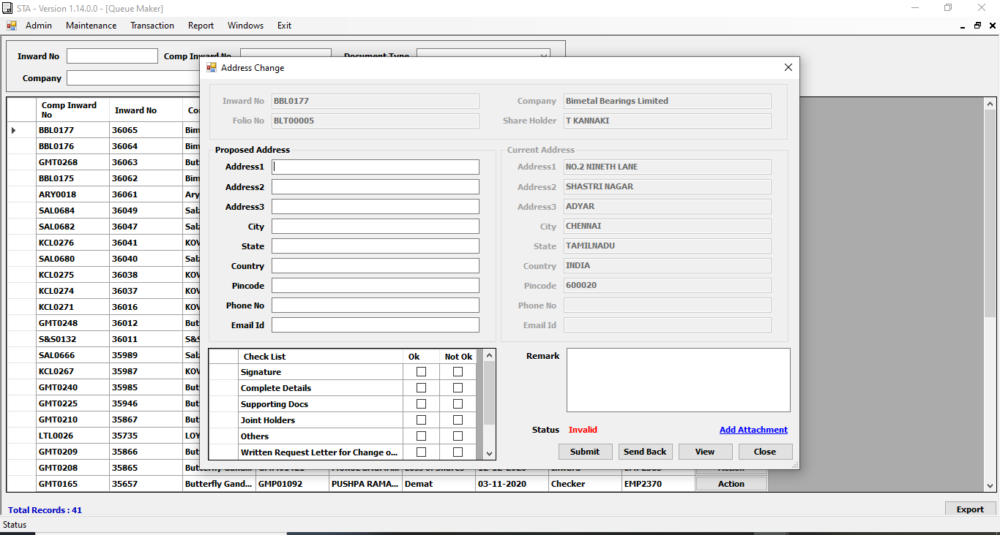 STA - Version 1.14.0.0 - [Queue Maker]
Admin Maintenance Transaction Report Windows Exit
Inward No Comp Inward No Document Type
Company
Address Change
Inward No BBL0177 Company Bimetal Bearings Limited
Folio No BLT00005 Share Holder T KANNAKI
Proposed Address Current Address
Address1 Address1 NO.2 NINETH LANE
Address2 Address2 SHASTRI NAGAR
Address3 Address3 ADYAR
City City CHENNAI
State State TAMILNADU
Country Country INDIA
Pincode Pincode 600020
Phone No Phone No
Email Id Email Id
Check List Ok Not Ok
Signature
Complete Details
Supporting Docs
Joint Holders
Others
Written Request Letter for Change o...
Remark
Status Invalid Add Attachment
Submit Send Back View Close
Comp Inward No Inward No Co
BBL0177 36065 Bim
BBL0176 36064 Bim
GMT0268 36063 But
BBL0175 36062 Bim
ARY0018 36061 Ary
SAL0684 36049 Salz
SAL0682 36047 Salz
KCL0276 36041 KOV
SAL0680 36040 Salz
KCL0275 36038 KOV
KCL0274 36037 KOV
KCL0271 36016 KOV
GMT0248 36012 But
S&S0132 36011 S&S
SAL0666 35989 Salz
KCL0267 35987 KOV
GMT0240 35985 But
GMT0225 35946 But
GMT0210 35867 But
LTL0026 35735 LOY
GMT0209 35866 But
GMT0208 35865 Butterfly Gand...
GMT0165 35657 Butterfly Gand... GMP01092 PUSHPA RAMA... Demat 03-11-2020 Checker EMP2370 Action
Total Records : 41
Export
Status